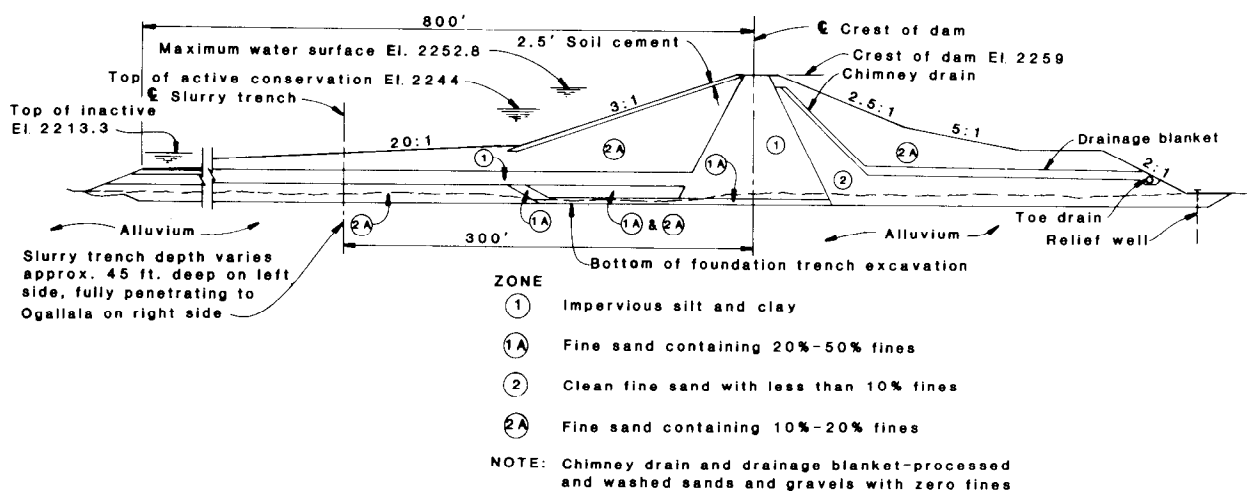 800'
℄ Crest of dam
Maximum water surface El. 2252.8
2.5' Soil cement
Crest of dam El. 2259
Chimney drain
Top of active conservation El. 2244
℄ Slurry trench
Top of inactive
El. 2213.3
3:1
2.5:1
5:1
20:1
2A
2A
Drainage blanket
1
1A
1
2
2:1
2A
1A
1A & 2A
Toe drain
Relief well
Alluvium
Alluvium
300'
Bottom of foundation trench excavation
Slurry trench depth varies
approx. 45 ft. deep on left
side, fully penetrating to
Ogallala on right side
ZONE
1 Impervious silt and clay
1A Fine sand containing 20%-50% fines
2 Clean fine sand with less than 10% fines
2A Fine sand containing 10%-20% fines
NOTE: Chimney drain and drainage blanket-processed
and washed sands and gravels with zero fines